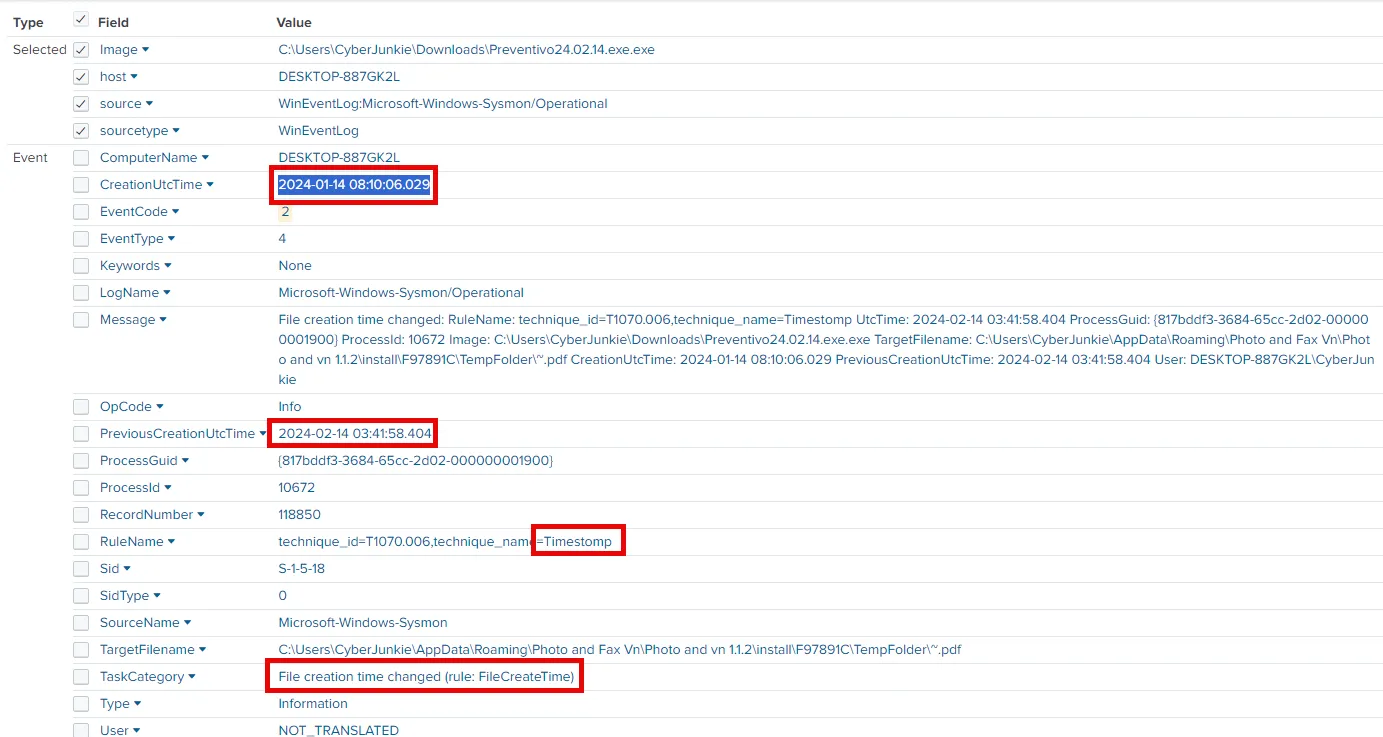 Type Field Value
Selected Image C:\Users\CyberJunkie\Downloads\Preventivo24.02.14.exe.exe
host DESKTOP-887GK2L
source WinEventLog:Microsoft-Windows-Sysmon/Operational
sourcetype WinEventLog
Event ComputerName DESKTOP-887GK2L
CreationUtcTime 2024-01-14 08:10:06.029
EventCode 2
EventType 4
Keywords None
LogName Microsoft-Windows-Sysmon/Operational
Message File creation time changed: RuleName: technique_id=T1070.006,technique_name=Timestomp UtcTime: 2024-02-14 03:41:58.404 ProcessGuid: {817bddf3-3684-65cc-2d02-00000
0001900} ProcessId: 10672 Image: C:\Users\CyberJunkie\Downloads\Preventivo24.02.14.exe.exe TargetFilename: C:\Users\CyberJunkie\AppData\Roaming\Photo and Fax Vn\Phot
o and vn 1.1.2\install\F97891C\TempFolder\~.pdf CreationUtcTime: 2024-01-14 08:10:06.029 PreviousCreationUtcTime: 2024-02-14 03:41:58.404 User: DESKTOP-887GK2L\CyberJun
kie
OpCode Info
PreviousCreationUtcTime 2024-02-14 03:41:58.404
ProcessGuid {817bddf3-3684-65cc-2d02-000000001900}
ProcessId 10672
RecordNumber 118850
RuleName technique_id=T1070.006,technique_name=Timestomp
Sid S-1-5-18
SidType 0
SourceName Microsoft-Windows-Sysmon
TargetFilename C:\Users\CyberJunkie\AppData\Roaming\Photo and Fax Vn\Photo and vn 1.1.2\install\F97891C\TempFolder\~.pdf
TaskCategory File creation time changed (rule: FileCreateTime)
Type Information
User NOT_TRANSLATED